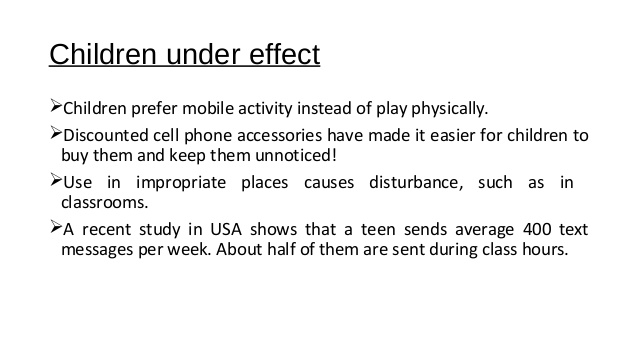 Children under effect
➢Children prefer mobile activity instead of play physically.
➢Discounted cell phone accessories have made it easier for children to
buy them and keep them unnoticed!
➢Use in impropriate places causes disturbance, such as in
classrooms.
➢A recent study in USA shows that a teen sends average 400 text
messages per week. About half of them are sent during class hours.